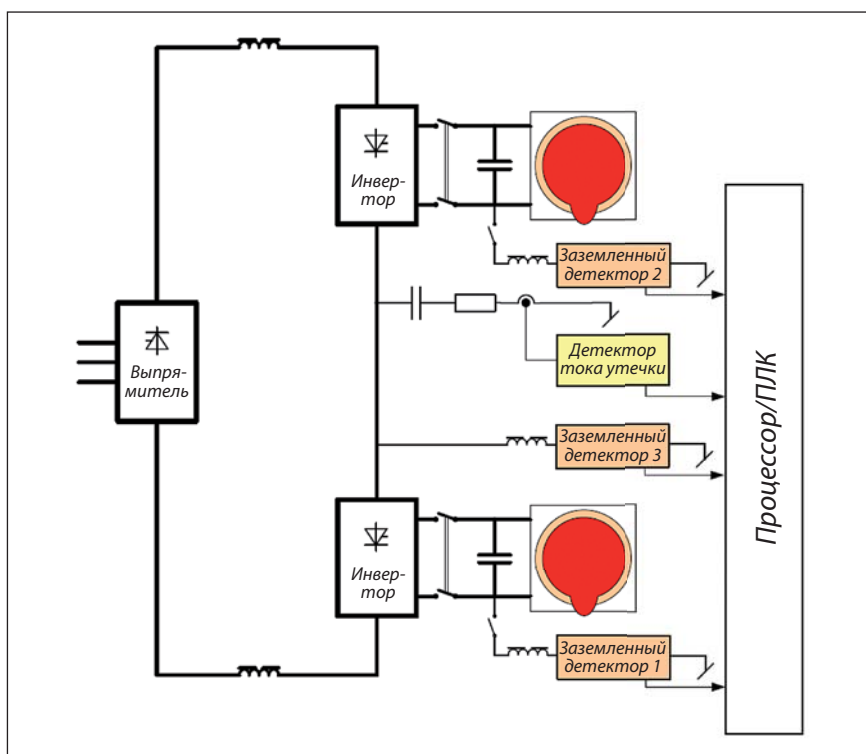 Инвер-
тор
Заземленный
детектор 2
Выпря-
митель
Детектор
тока утечки
Заземленный
детектор 3
Инвер-
тор
Заземленный
детектор 1
Процессор/ПЛК